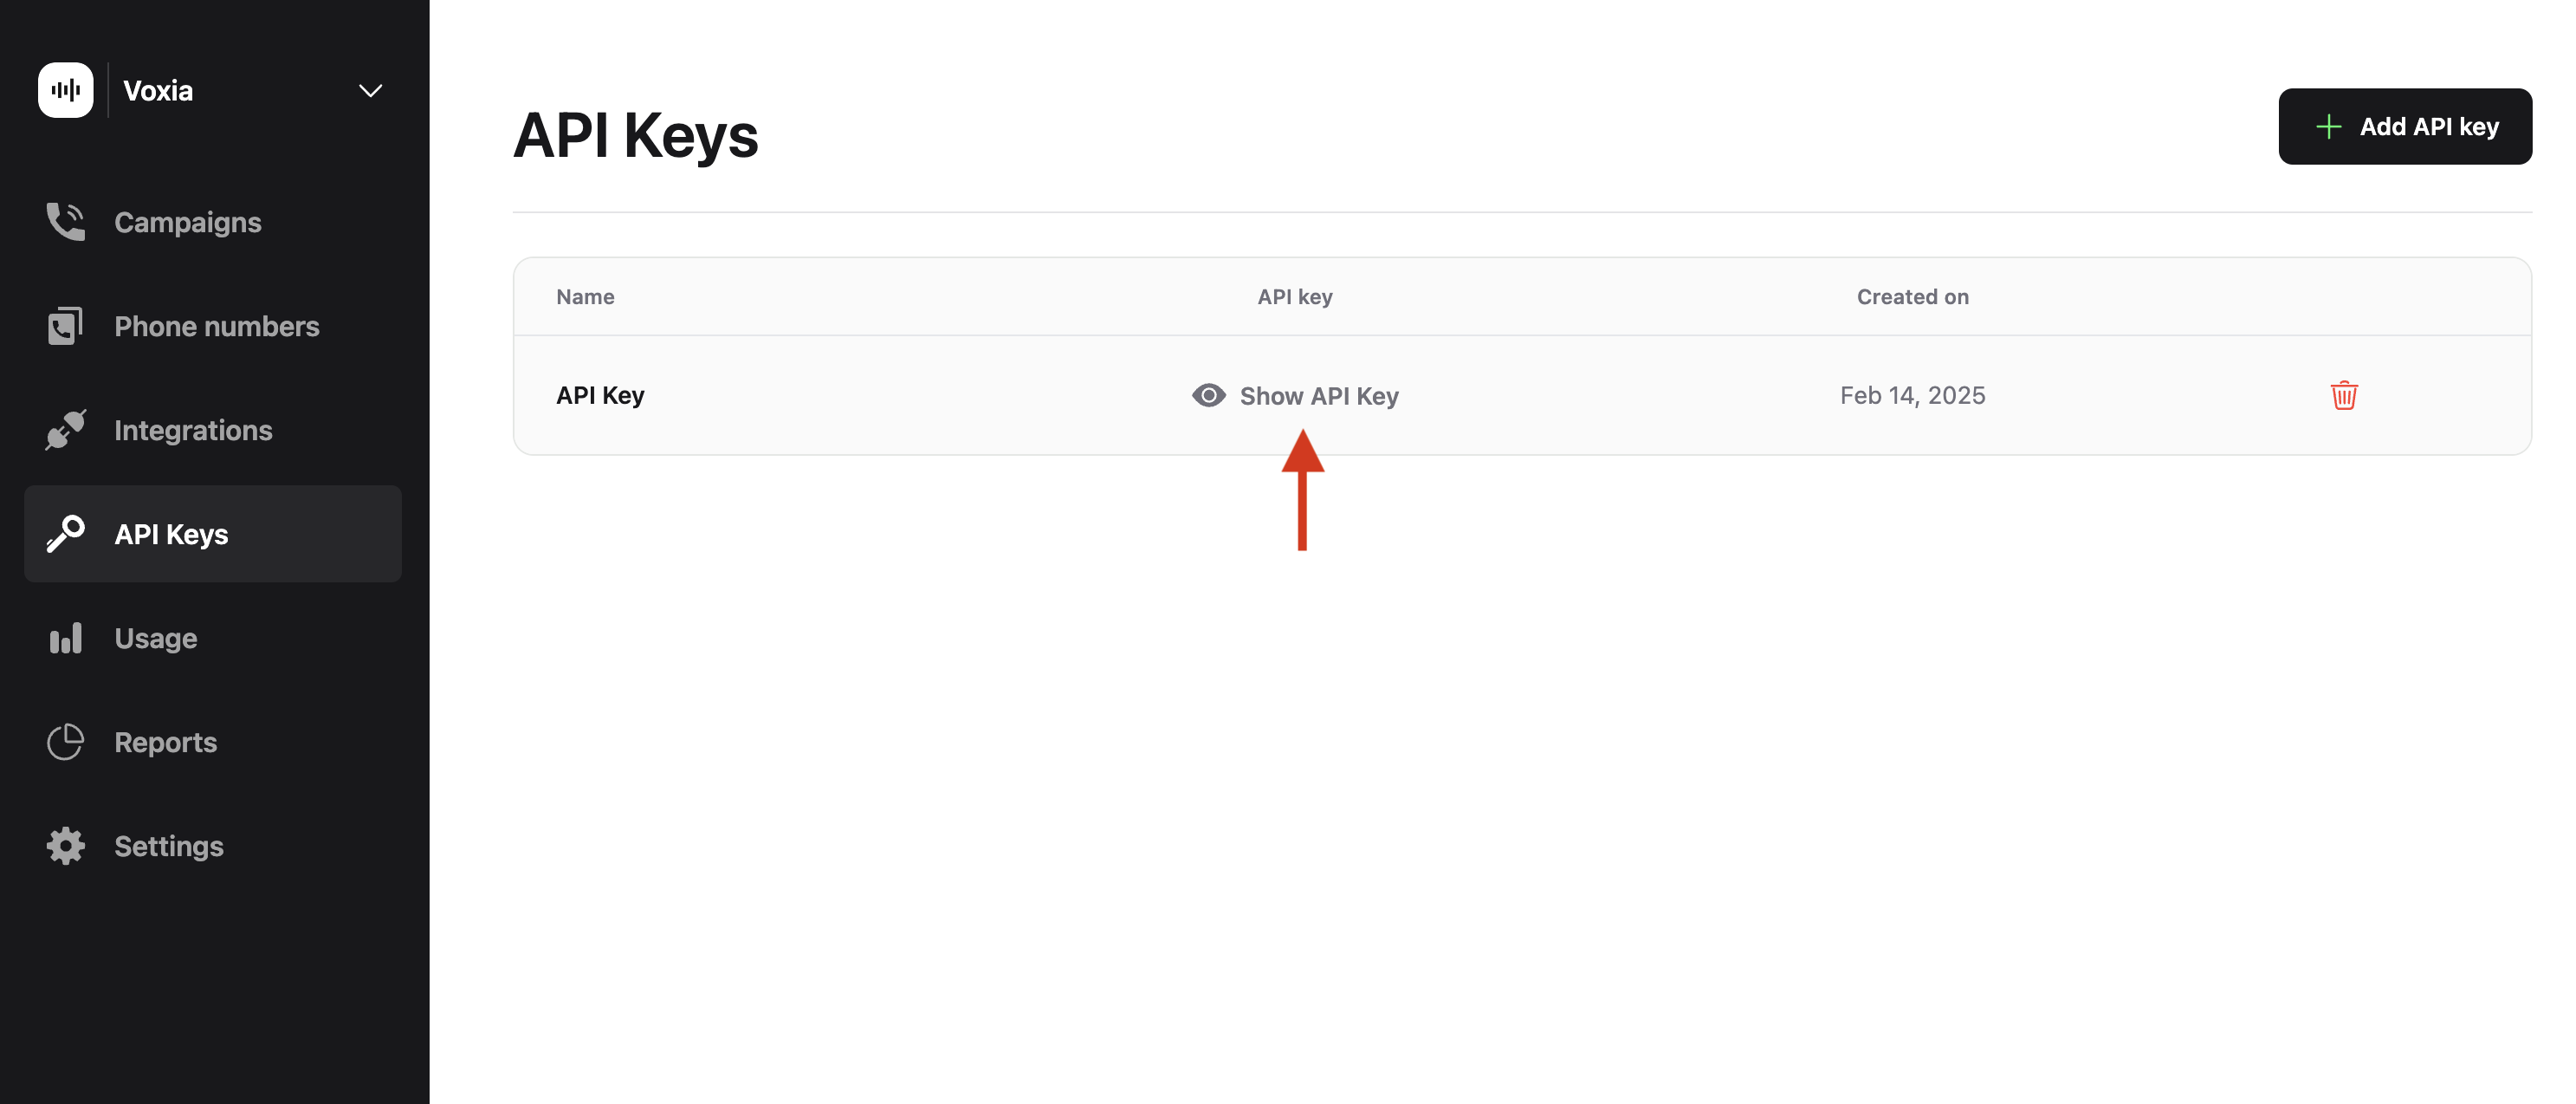 Voxia
Campaigns
Phone numbers
Integrations
API Keys
Usage
Reports
Settings
API Keys
Add API key
Name API key Created on
API Key Show API Key Feb 14, 2025